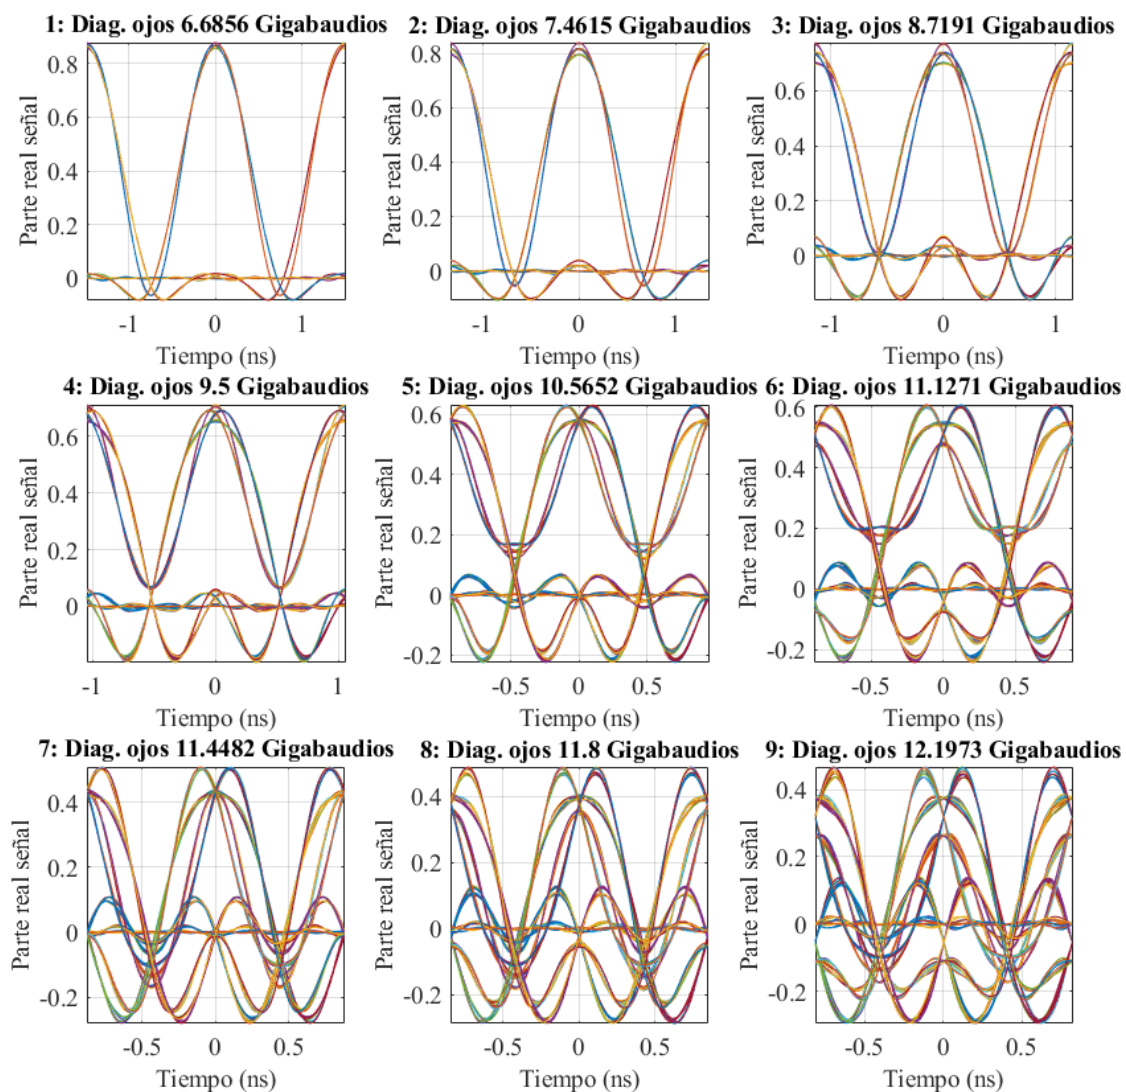 1: Diag. ojos 6.6856 Gigabaudios
2: Diag. ojos 7.4615 Gigabaudios
3: Diag. ojos 8.7191 Gigabaudios
Parte real señal
0.8
0.6
0.4
0.2
0
-1
0
1
Tiempo (ns)
Parte real señal
0.8
0.6
0.4
0.2
0
-1
0
1
Tiempo (ns)
Parte real señal
0.8
0.6
0.4
0.2
0
-1
0
1
Tiempo (ns)
4: Diag. ojos 9.5 Gigabaudios
5: Diag. ojos 10.5652 Gigabaudios
6: Diag. ojos 11.1271 Gigabaudios
Parte real señal
0.6
0.4
0.2
0
-1
0
1
Tiempo (ns)
Parte real señal
0.6
0.4
0.2
0
-0.2
-0.5
0
0.5
Tiempo (ns)
Parte real señal
0.6
0.4
0.2
0
-0.2
-0.5
0
0.5
Tiempo (ns)
7: Diag. ojos 11.4482 Gigabaudios
8: Diag. ojos 11.8 Gigabaudios
9: Diag. ojos 12.1973 Gigabaudios
Parte real señal
0.4
0.2
0
-0.2
-0.5
0
0.5
Tiempo (ns)
Parte real señal
0.4
0.2
0
-0.2
-0.5
0
0.5
Tiempo (ns)
Parte real señal
0.4
0.2
0
-0.2
-0.5
0
0.5
Tiempo (ns)